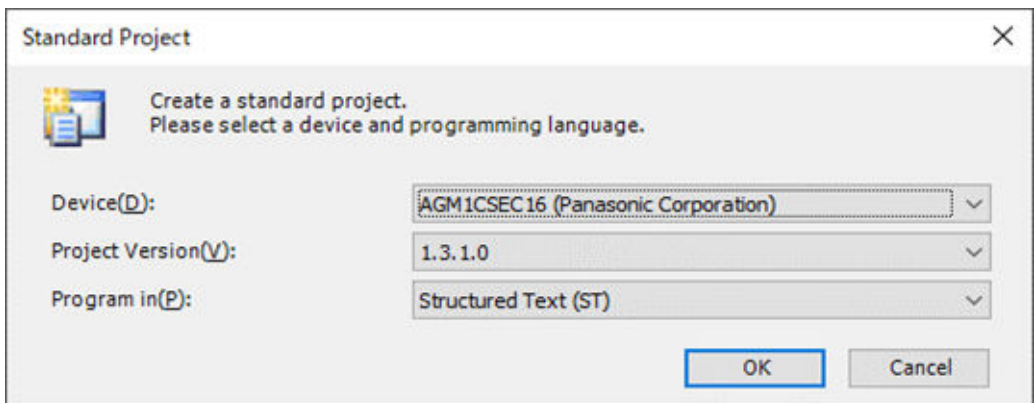 Standard Project
Create a standard project.
Please select a device and programming language.
Device(D): AGM1CSEC16 (Panasonic Corporation)
Project Version(V): 1.3.1.0
Program in(P): Structured Text (ST)
OK Cancel